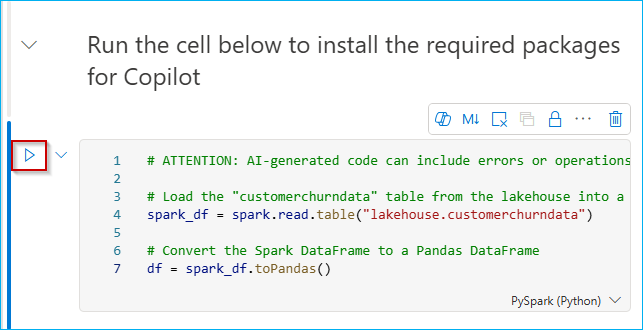 Run the cell below to install the required packages
for Copilot
M↓
1 # ATTENTION: AI-generated code can include errors or operations
2
3 # Load the "customerchurndata" table from the lakehouse into a
4 spark_df = spark.read.table("lakehouse.customerchurndata")
5
6 # Convert the Spark DataFrame to a Pandas DataFrame
7 df = spark_df.toPandas()
PySpark (Python)